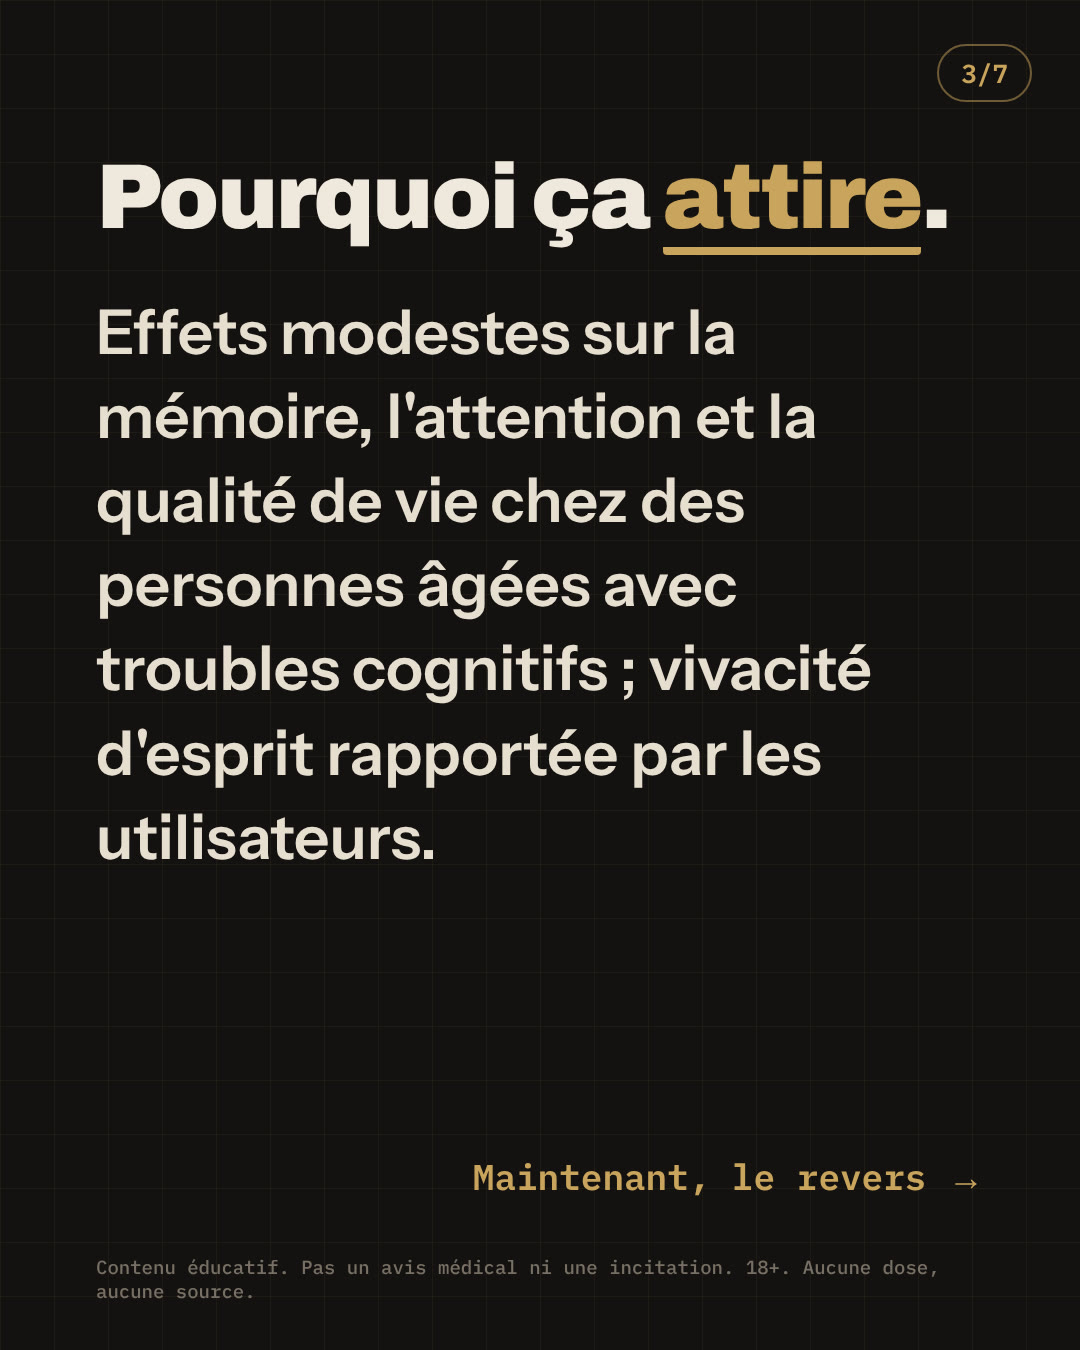 3/7
Pourquoi ça attire.
Effets modestes sur la
mémoire, l'attention et la
qualité de vie chez des
personnes âgées avec
troubles cognitifs ; vivacité
d'esprit rapportée par les
utilisateurs.
Maintenant, le revers →
Contenu éducatif. Pas un avis médical ni une incitation. 18+. Aucune dose,
aucune source.